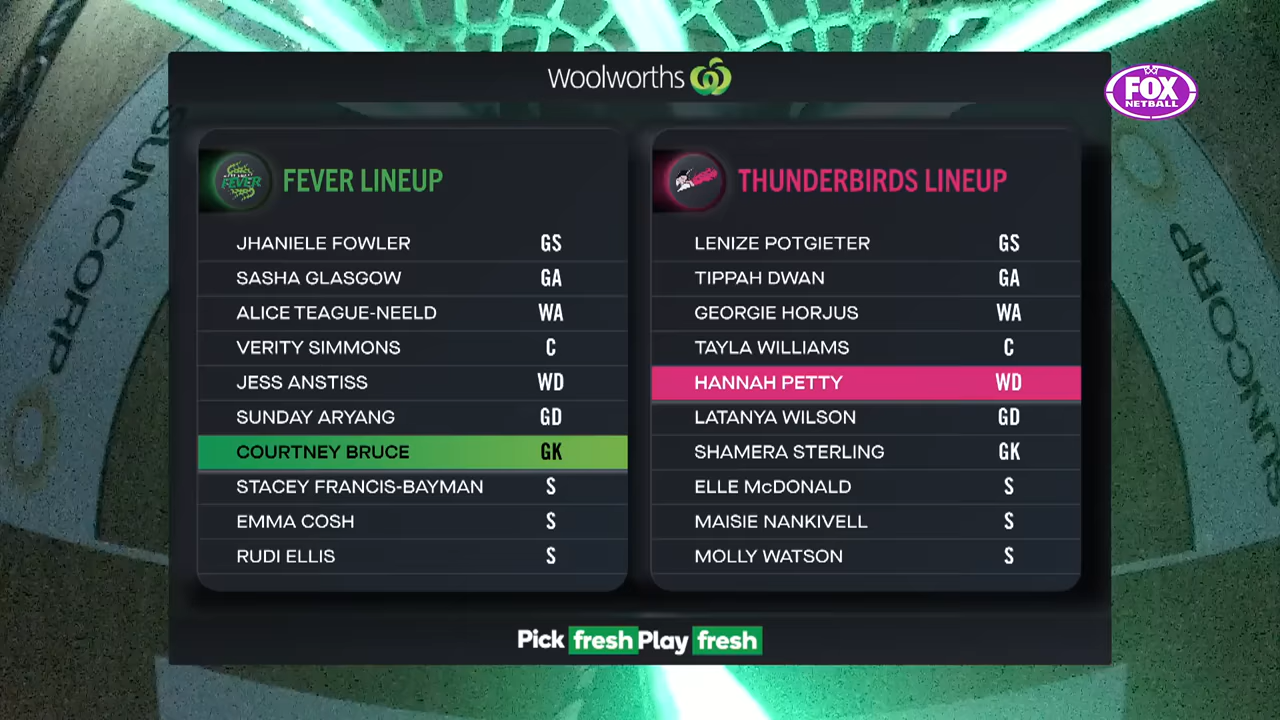 Woolworths
FOX
NETBALL
FEVER
FEVER LINEUP
JHANIELE FOWLER GS
SASHA GLASGOW GA
ALICE TEAGUE-NEELD WA
VERITY SIMMONS C
JESS ANSTISS WD
SUNDAY ARYANG GD
COURTNEY BRUCE GK
STACEY FRANCIS-BAYMAN S
EMMA COSH S
RUDI ELLIS S
THUNDERBIRDS LINEUP
LENIZE POTGIETER GS
TIPPAH DWAN GA
GEORGIE HORJUS WA
TAYLA WILLIAMS C
HANNAH PETTY WD
LATANYA WILSON GD
SHAMERA STERLING GK
ELLE McDONALD S
MAISIE NANKIVELL S
MOLLY WATSON S
SUNCORP
SUNCORP
Pick fresh Play fresh